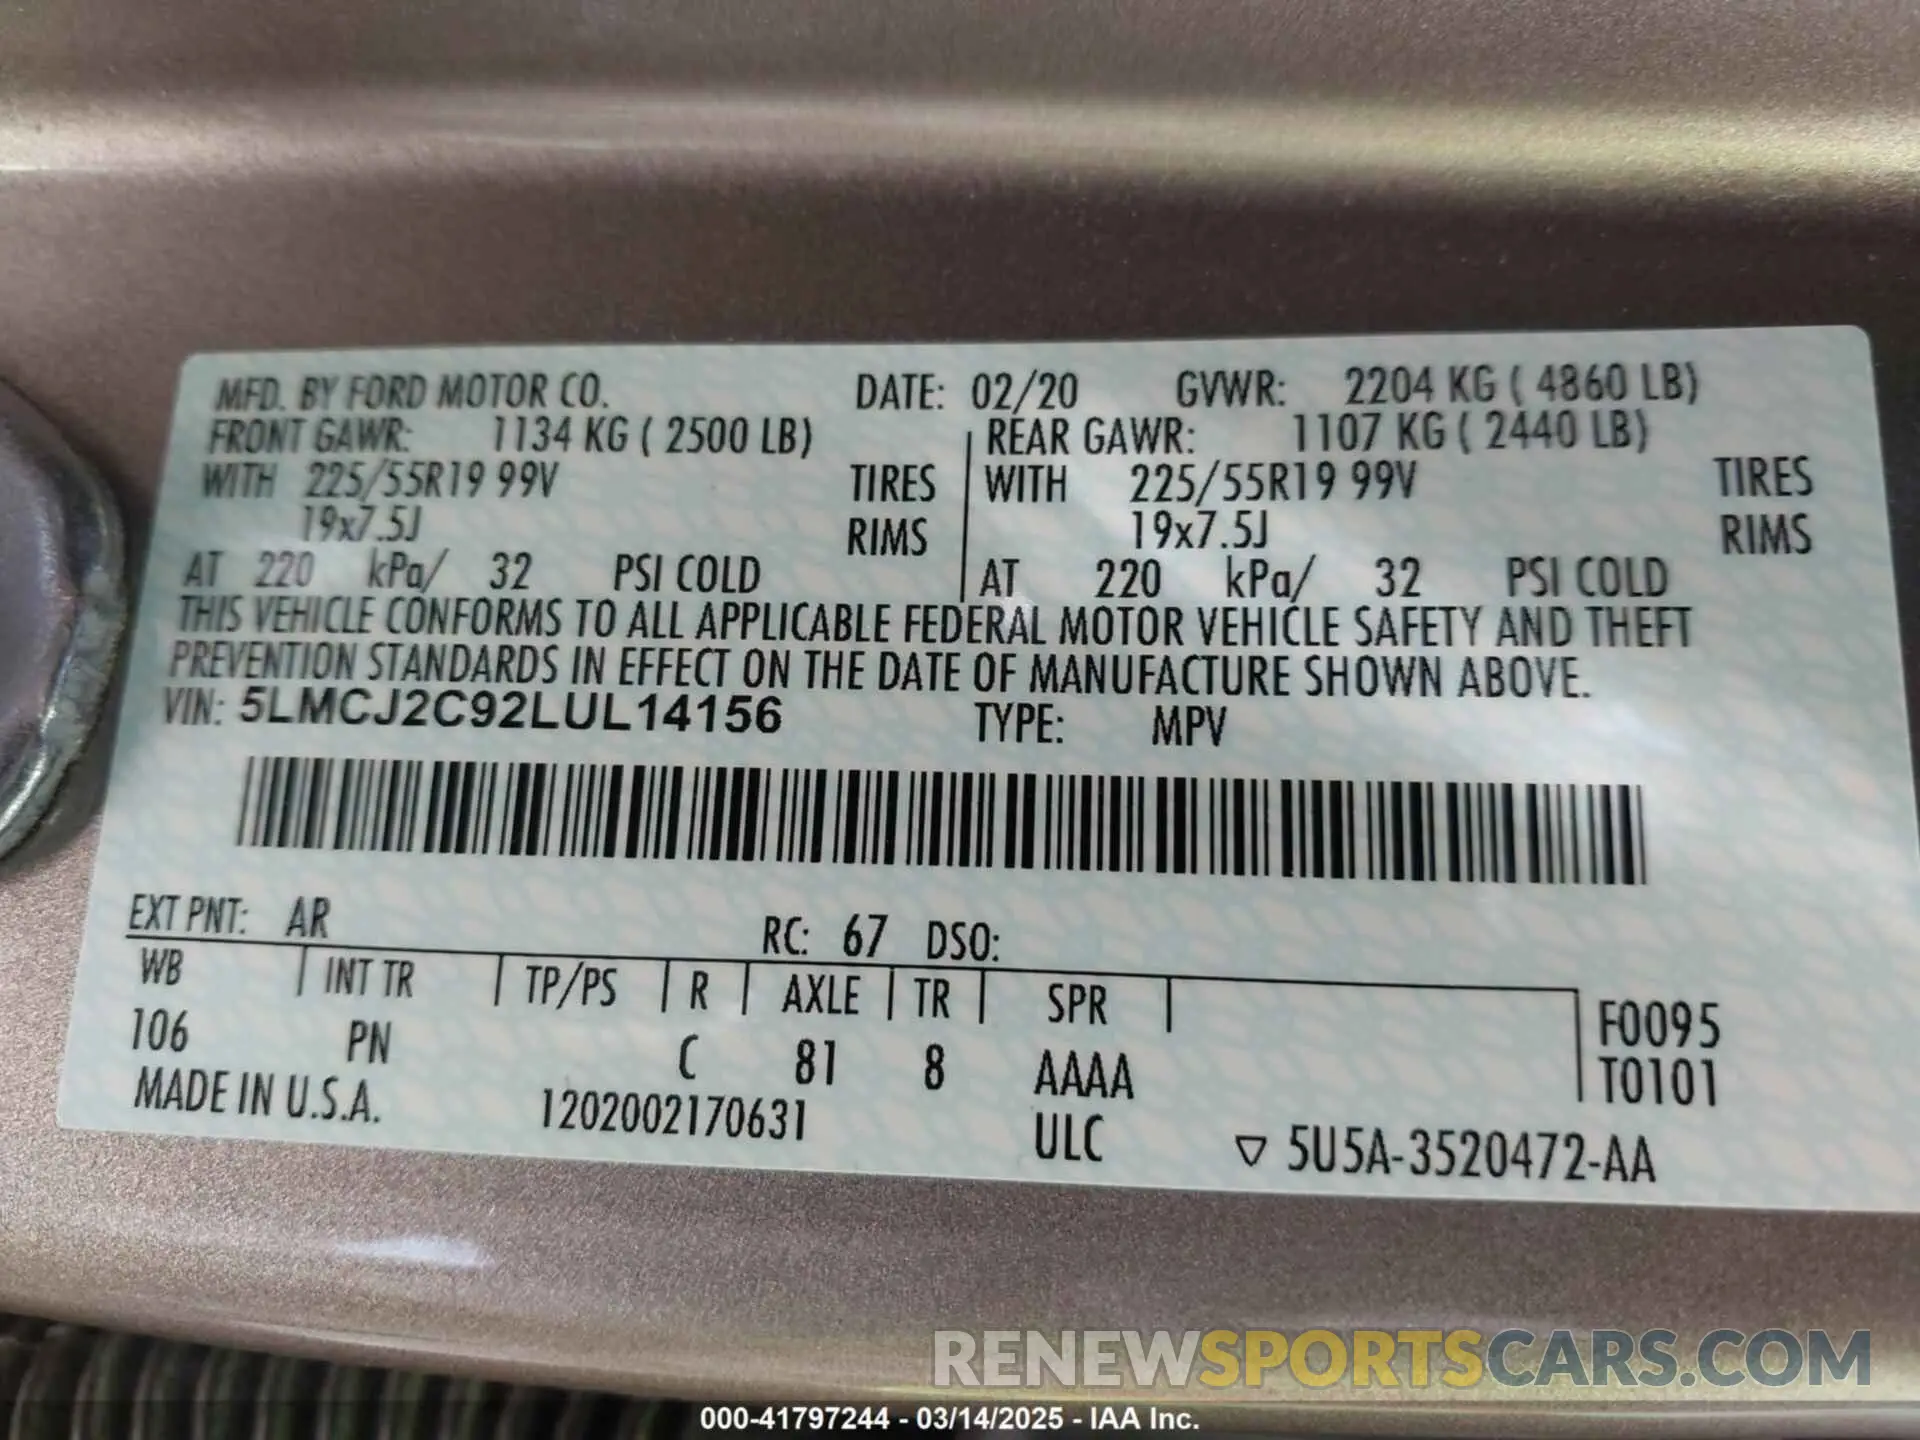 MFD. BY FORD MOTOR CO. DATE: 02/20 GVWR: 2204 KG ( 4860 LB)
FRONT GAWR: 1134 KG ( 2500 LB) REAR GAWR: 1107 KG ( 2440 LB)
WITH 225/55R19 99V TIRES WITH 225/55R19 99V TIRES
19x7.5J RIMS 19x7.5J RIMS
AT 220 kPa/ 32 PSI COLD AT 220 kPa/ 32 PSI COLD
THIS VEHICLE CONFORMS TO ALL APPLICABLE FEDERAL MOTOR VEHICLE SAFETY AND THEFT
PREVENTION STANDARDS IN EFFECT ON THE DATE OF MANUFACTURE SHOWN ABOVE.
VIN: 5LMCJ2C92LUL14156 TYPE: MPV
EXT PNT: AR RC: 67 DSO:
WB INT TR TP/PS R AXLE TR SPR F0095
106 PN C 81 8 AAAA T0101
MADE IN U.S.A. 1202002170631 ULC 5U5A-3520472-AA
RENEWSPORTSCARS.COM
000-41797244 - 03/14/2025 - IAA Inc.